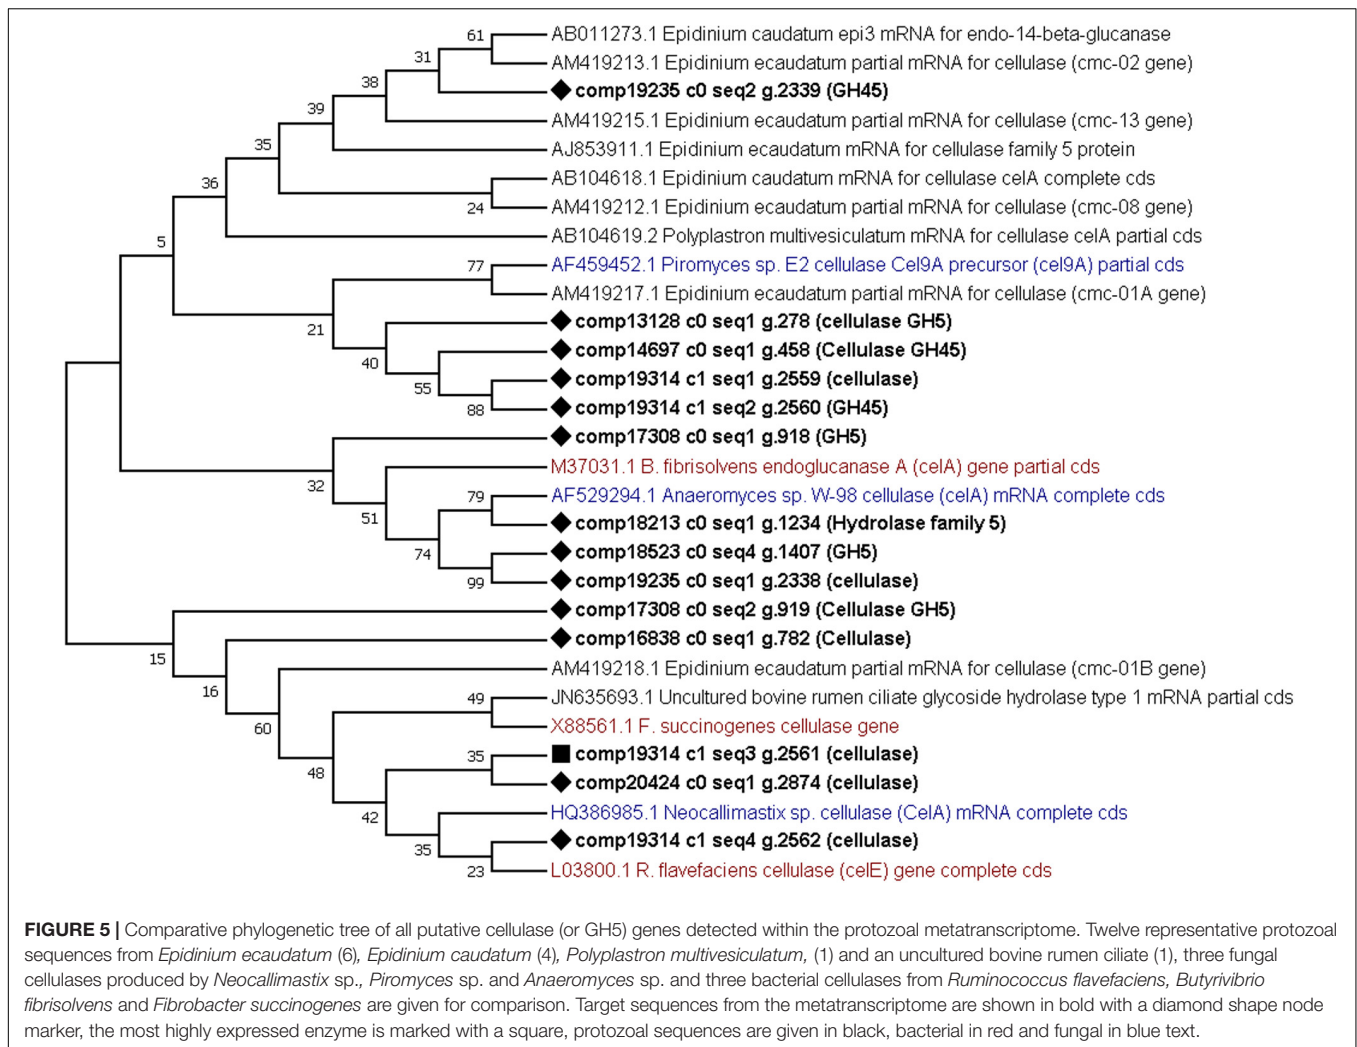 61
AB011273.1 Epidinium caudatum epi3 mRNA for endo-14-beta-glucanase
31
AM419213.1 Epidinium ecaudatum partial mRNA for cellulase (cmc-02 gene)
38
comp19235 c0 seq2 g.2339 (GH45)
39
AM419215.1 Epidinium ecaudatum partial mRNA for cellulase (cmc-13 gene)
35
AJ853911.1 Epidinium ecaudatum mRNA for cellulase family 5 protein
36
AB104618.1 Epidinium caudatum mRNA for cellulase celA complete cds
24
AM419212.1 Epidinium ecaudatum partial mRNA for cellulase (cmc-08 gene)
5
AB104619.2 Polyplastron multivesiculatum mRNA for cellulase celA partial cds
77
AF459452.1 Piromyces sp. E2 cellulase Cel9A precursor (cel9A) partial cds
AM419217.1 Epidinium ecaudatum partial mRNA for cellulase (cmc-01A gene)
21
comp13128 c0 seq1 g.278 (cellulase GH5)
40
comp14697 c0 seq1 g.458 (Cellulase GH45)
55
comp19314 c1 seq1 g.2559 (cellulase)
88
comp19314 c1 seq2 g.2560 (GH45)
comp17308 c0 seq1 g.918 (GH5)
32
M37031.1 B. fibrisolvens endoglucanase A (celA) gene partial cds
79
AF529294.1 Anaeromyces sp. W-98 cellulase (celA) mRNA complete cds
51
comp18213 c0 seq1 g.1234 (Hydrolase family 5)
74
comp18523 c0 seq4 g.1407 (GH5)
99
comp19235 c0 seq1 g.2338 (cellulase)
comp17308 c0 seq2 g.919 (Cellulase GH5)
15
comp16838 c0 seq1 g.782 (Cellulase)
16
AM419218.1 Epidinium ecaudatum partial mRNA for cellulase (cmc-01B gene)
60
49
JN635693.1 Uncultured bovine rumen ciliate glycoside hydrolase type 1 mRNA partial cds
X88561.1 F. succinogenes cellulase gene
48
35
comp19314 c1 seq3 g.2561 (cellulase)
comp20424 c0 seq1 g.2874 (cellulase)
42
HQ386985.1 Neocallimastix sp. cellulase (CelA) mRNA complete cds
35
comp19314 c1 seq4 g.2562 (cellulase)
23
L03800.1 R. flavefaciens cellulase (celE) gene complete cds
FIGURE 5 | Comparative phylogenetic tree of all putative cellulase (or GH5) genes detected within the protozoal metatranscriptome. Twelve representative protozoal
sequences from Epidinium ecaudatum (6), Epidinium caudatum (4), Polyplastron multivesiculatum, (1) and an uncultured bovine rumen ciliate (1), three fungal
cellulases produced by Neocallimastix sp., Piromyces sp. and Anaeromyces sp. and three bacterial cellulases from Ruminococcus flavefaciens, Butyrivibrio
fibrisolvens and Fibrobacter succinogenes are given for comparison. Target sequences from the metatranscriptome are shown in bold with a diamond shape node
marker, the most highly expressed enzyme is marked with a square, protozoal sequences are given in black, bacterial in red and fungal in blue text.